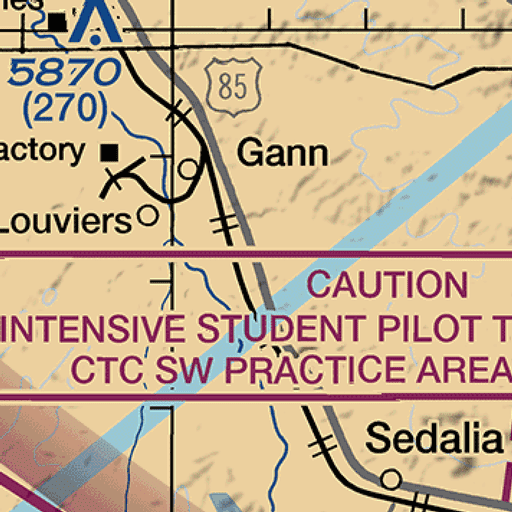 5870
(270)
85
actory
Gann
Louviers
CAUTION
INTENSIVE STUDENT PILOT T
CTC SW PRACTICE AREA
Sedalia